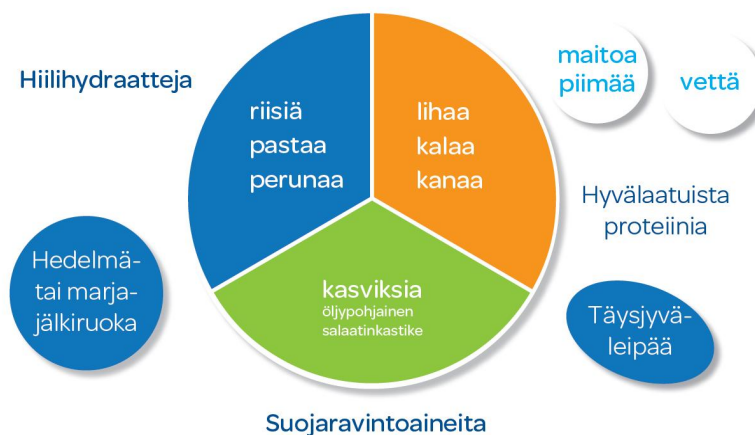 Hiilihydraatteja
riisiä
pastaa
perunaa
lihaa
kalaa
kanaa
maitoa
piimää
vettä
Hyvälaatuista
proteiinia
Hedelmä-
tai marja-
jälkiruoka
kasviksia
öljypohjainen
salaatinkastike
Täysjyvä-
leipää
Suojaravintoaineita